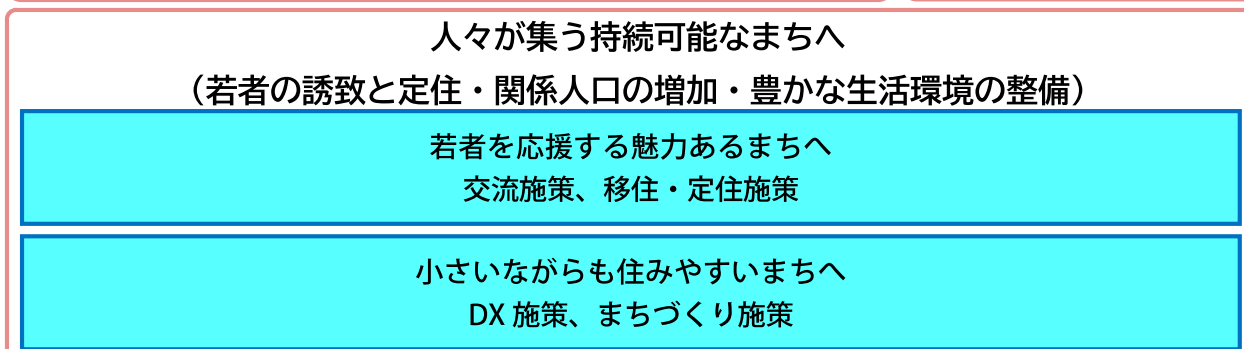 人々が集う持続可能なまちへ
（若者の誘致と定住・関係人口の増加・豊かな生活環境の整備）
若者を応援する魅力あるまちへ
交流施策、移住・定住施策
小さいながらも住みやすいまちへ
DX 施策、まちづくり施策